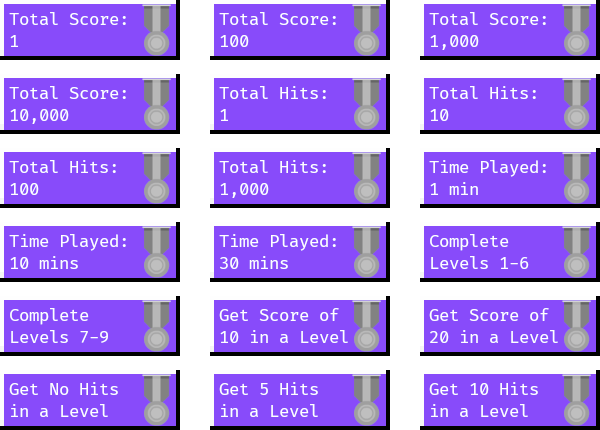 Total Score:
1
Total Score:
100
Total Score:
1,000
Total Score:
10,000
Total Hits:
1
Total Hits:
10
Total Hits:
100
Total Hits:
1,000
Time Played:
1 min
Time Played:
10 mins
Time Played:
30 mins
Complete
Levels 1-6
Complete
Levels 7-9
Get Score of
10 in a Level
Get Score of
20 in a Level
Get No Hits
in a Level
Get 5 Hits
in a Level
Get 10 Hits
in a Level